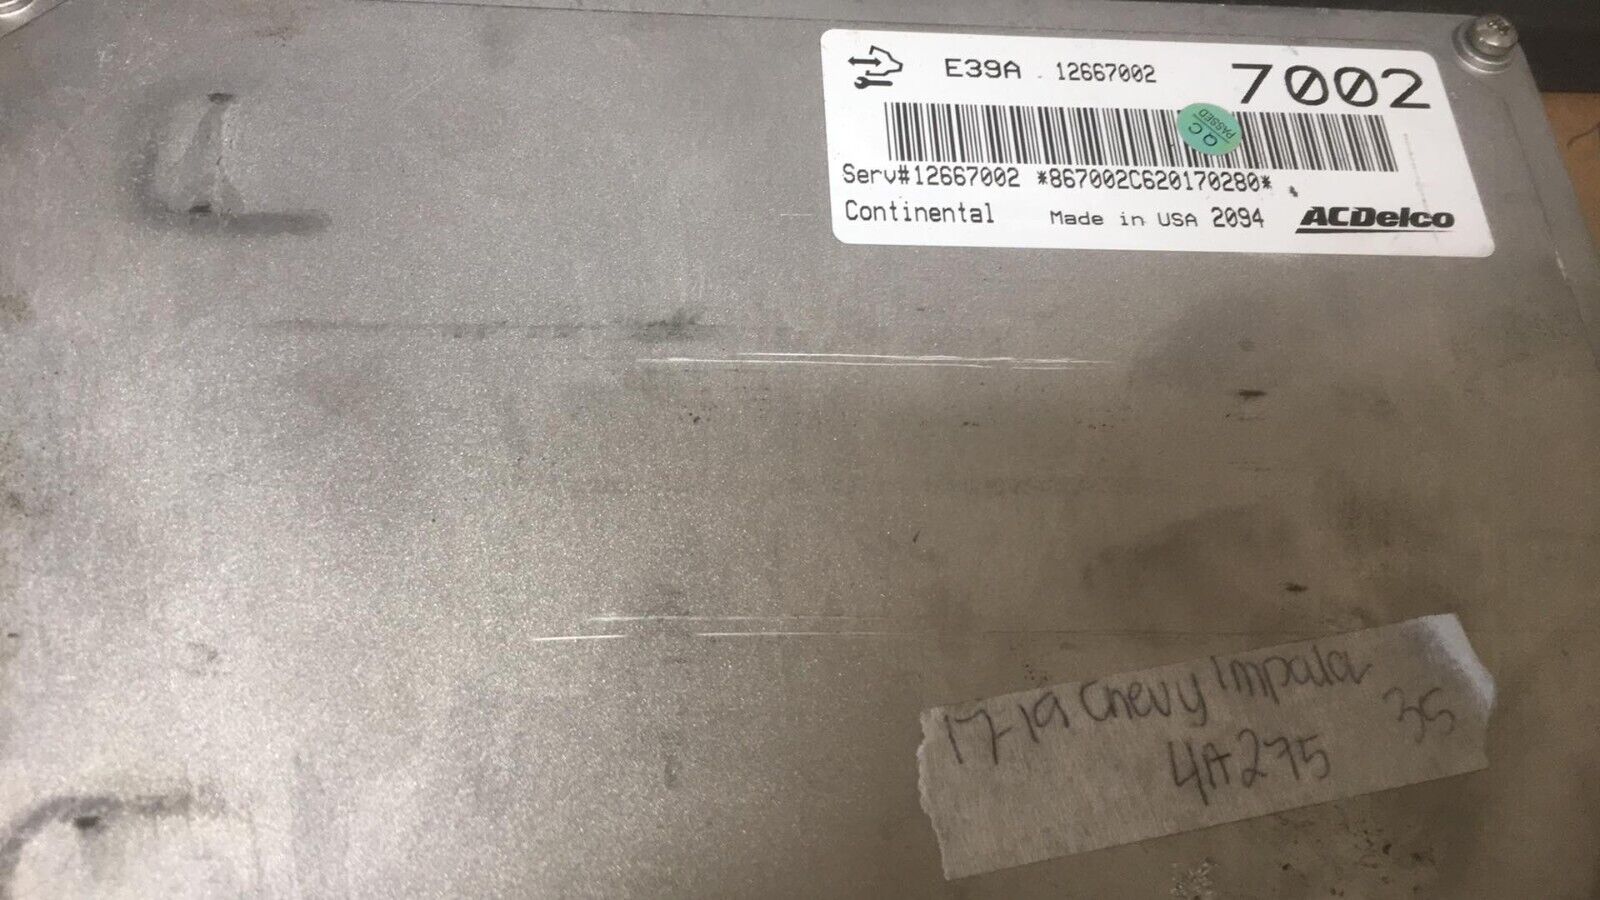 E39A 12667002 7002
QC PASSED
Serv#12667002 *867002C620170280*
Continental Made in USA 2094 ACDelco
17-19 Chevy Impala 35
4A275